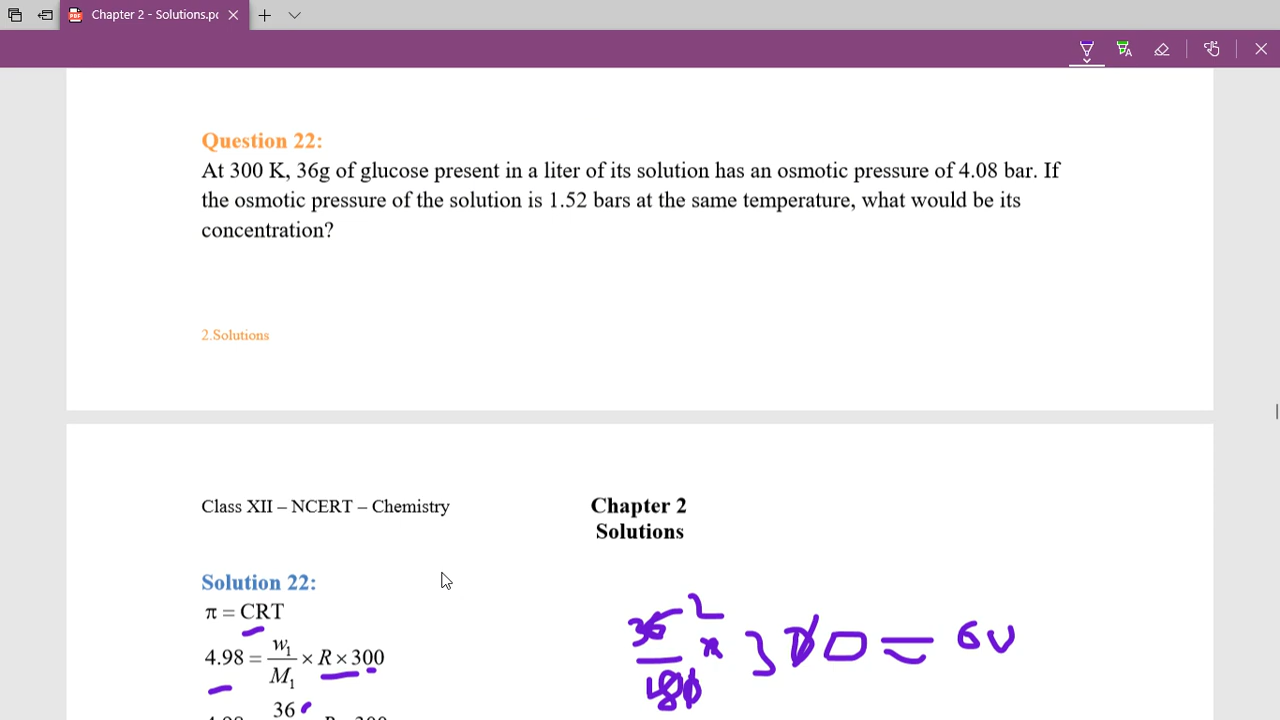 Chapter 2 - Solutions.pc
Question 22:
At 300 K, 36g of glucose present in a liter of its solution has an osmotic pressure of 4.08 bar. If
the osmotic pressure of the solution is 1.52 bars at the same temperature, what would be its
concentration?
2.Solutions
Class XII – NCERT – Chemistry
Chapter 2
Solutions
Solution 22:
π = CRT
4.98 = w₁/M₁ × R × 300
36
36/180 × 300 = 60
2